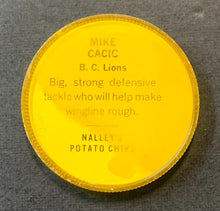 MIKE
CACIC
B. C. Lions
Big, strong defensive
tackle who will help make
wingline rough.
NALLEY'S
POTATO CHIPS